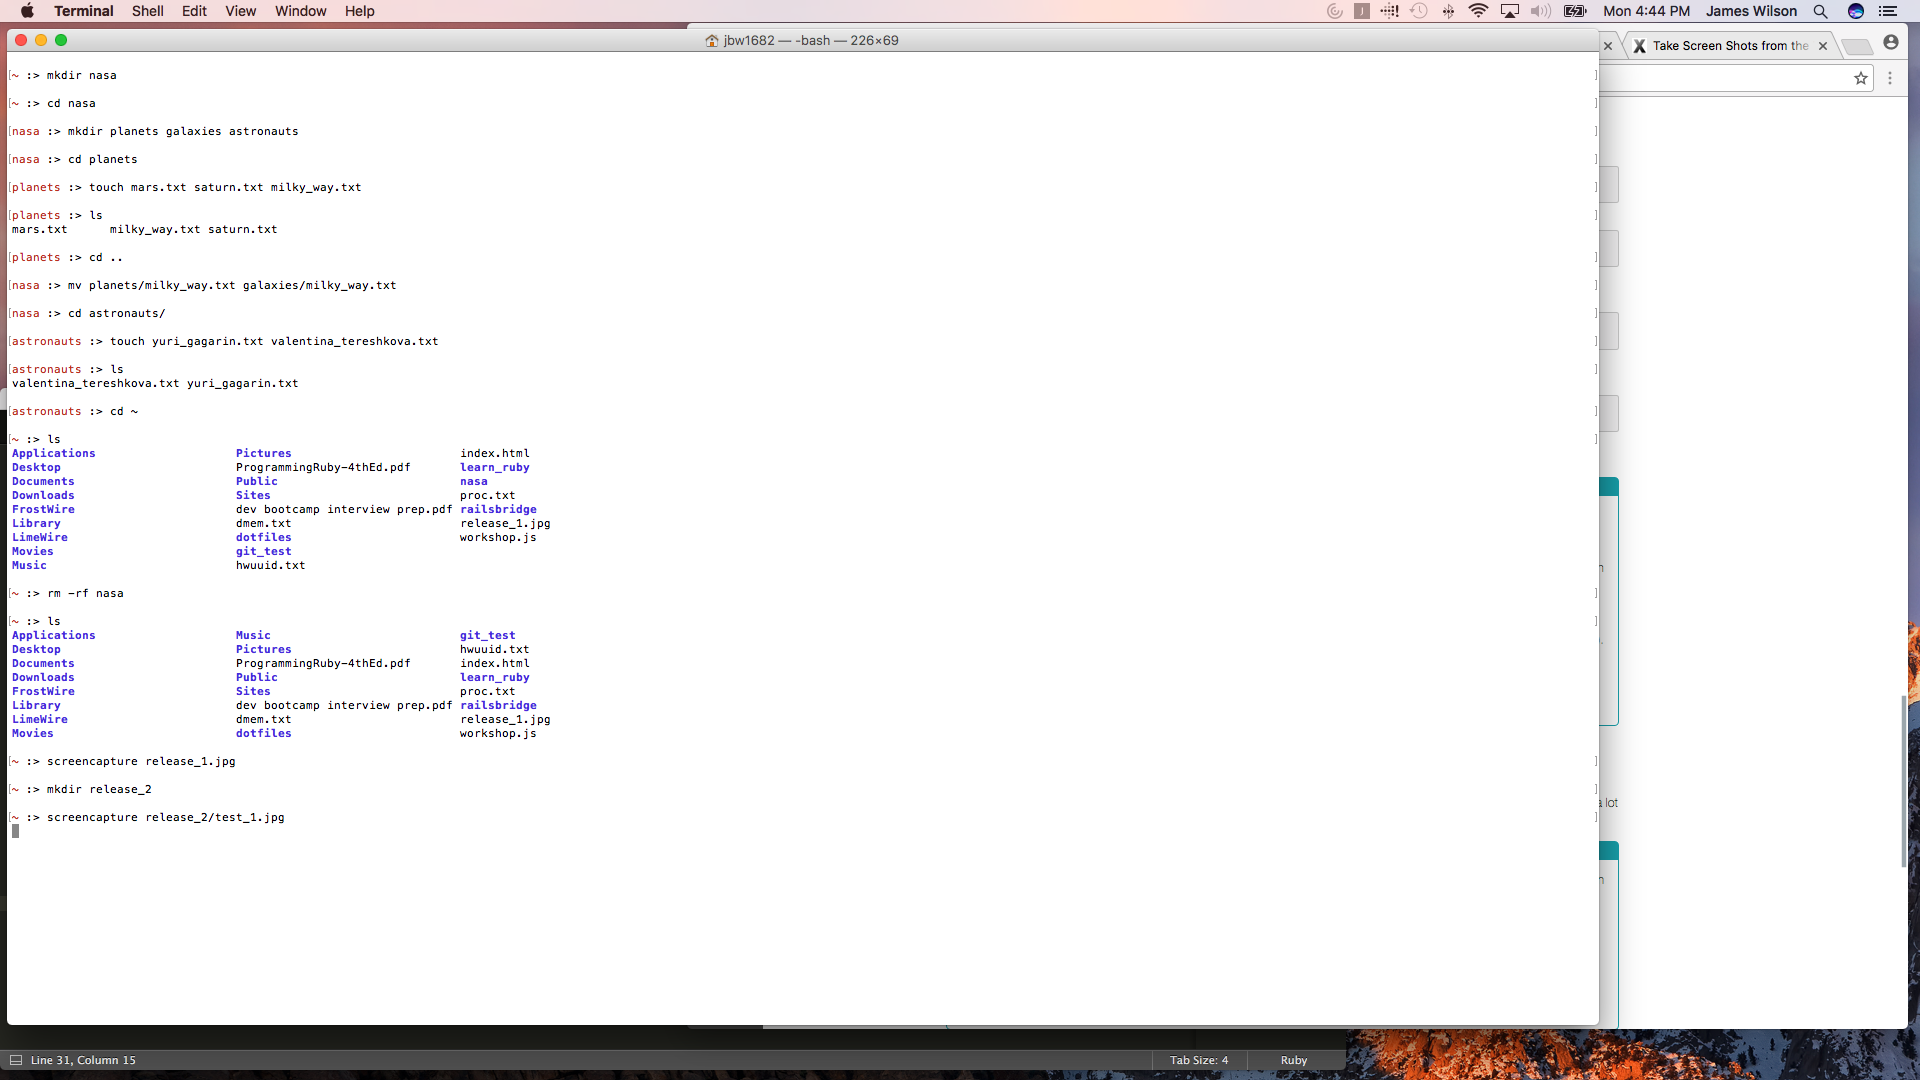 Terminal Shell Edit View Window Help Mon 4:44 PM James Wilson
jbw1682 — -bash — 226×69
Take Screen Shots from the
[~ :> mkdir nasa ]
[~ :> cd nasa ]
[nasa :> mkdir planets galaxies astronauts ]
[nasa :> cd planets ]
[planets :> touch mars.txt saturn.txt milky_way.txt ]
[planets :> ls ]
mars.txt milky_way.txt saturn.txt
[planets :> cd .. ]
[nasa :> mv planets/milky_way.txt galaxies/milky_way.txt ]
[nasa :> cd astronauts/ ]
[astronauts :> touch yuri_gagarin.txt valentina_tereshkova.txt ]
[astronauts :> ls ]
valentina_tereshkova.txt yuri_gagarin.txt
[astronauts :> cd ~ ]
[~ :> ls ]
Applications Pictures index.html
Desktop ProgrammingRuby-4thEd.pdf learn_ruby
Documents Public nasa
Downloads Sites proc.txt
FrostWire dev bootcamp interview prep.pdf railsbridge
Library dmem.txt release_1.jpg
LimeWire dotfiles workshop.js
Movies git_test
Music hwuuid.txt
[~ :> rm -rf nasa ]
[~ :> ls ]
Applications Music git_test
Desktop Pictures hwuuid.txt
Documents ProgrammingRuby-4thEd.pdf index.html
Downloads Public learn_ruby
FrostWire Sites proc.txt
Library dev bootcamp interview prep.pdf railsbridge
LimeWire dmem.txt release_1.jpg
Movies dotfiles workshop.js
[~ :> screencapture release_1.jpg ]
[~ :> mkdir release_2 ]
[~ :> screencapture release_2/test_1.jpg ]
lot
Line 31, Column 15 Tab Size: 4 Ruby